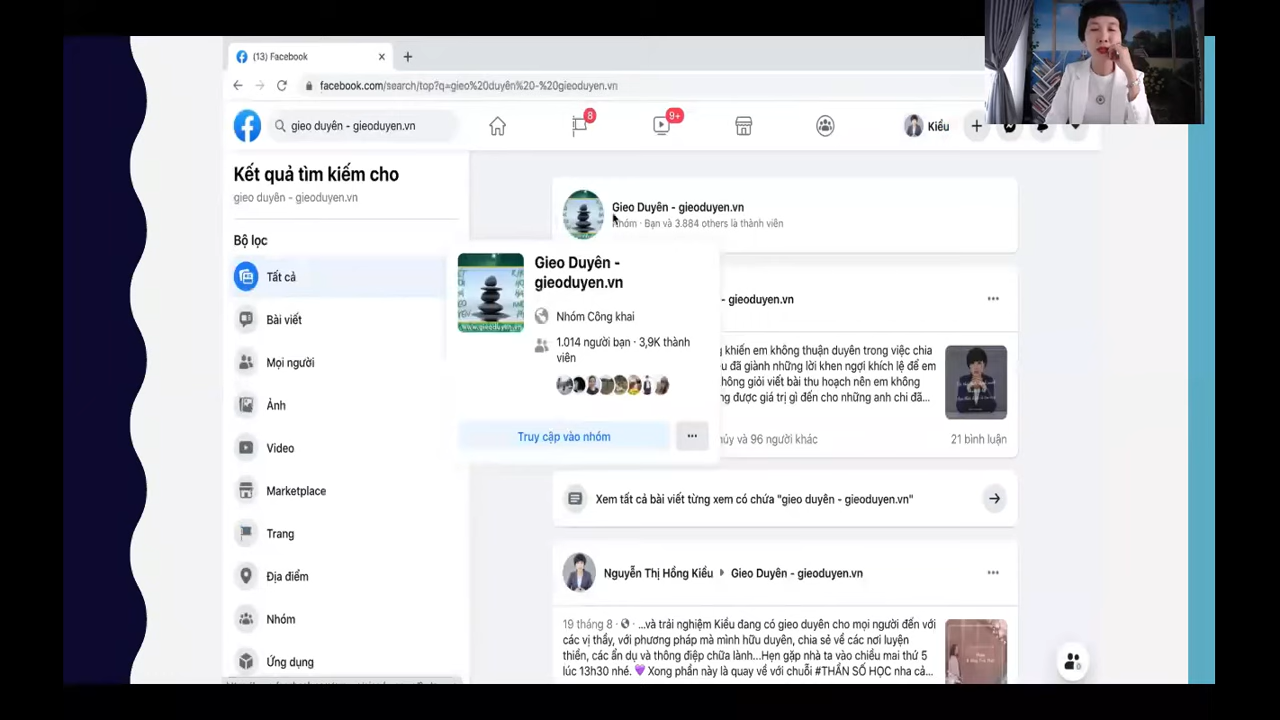 (13) Facebook
facebook.com/search/top?q=gieo%20duyên%20-%20gieoduyen.vn
gieo duyên - gieoduyen.vn
8
9+
Kiều
Kết quả tìm kiếm cho
gieo duyên - gieoduyen.vn
Bộ lọc
Tất cả
Bài viết
Mọi người
Ảnh
Video
Marketplace
Trang
Địa điểm
Nhóm
Ứng dụng
Gieo Duyên - gieoduyen.vn
Nhóm · Bạn và 3.884 others là thành viên
Gieo Duyên -
gieoduyen.vn
www.gieoduyen.vn
Nhóm Công khai
1.014 người bạn · 3,9K thành
viên
Truy cập vào nhóm
- gieoduyen.vn
khiến em không thuận duyên trong việc chia
đã giành những lời khen ngợi khích lệ để em
không giỏi viết bài thu hoạch nên em không
được giá trị gì đến cho những anh chị đã...
và 96 người khác
21 bình luận
Xem tất cả bài viết từng xem có chứa "gieo duyên - gieoduyen.vn"
Nguyễn Thị Hồng Kiều ▸ Gieo Duyên - gieoduyen.vn
19 tháng 8 · ...và trải nghiệm Kiều đang có gieo duyên cho mọi người đến với
các vị thầy, với phương pháp mà mình hữu duyên, chia sẻ về các nơi luyện
thiền, các ẩn dụ và thông điệp chữa lành...Hẹn gặp nhà ta vào chiều mai thứ 5
lúc 13h30 nhé. 💜 Xong phần này là quay về với chuỗi #THẦN SỐ HỌC nha cả...